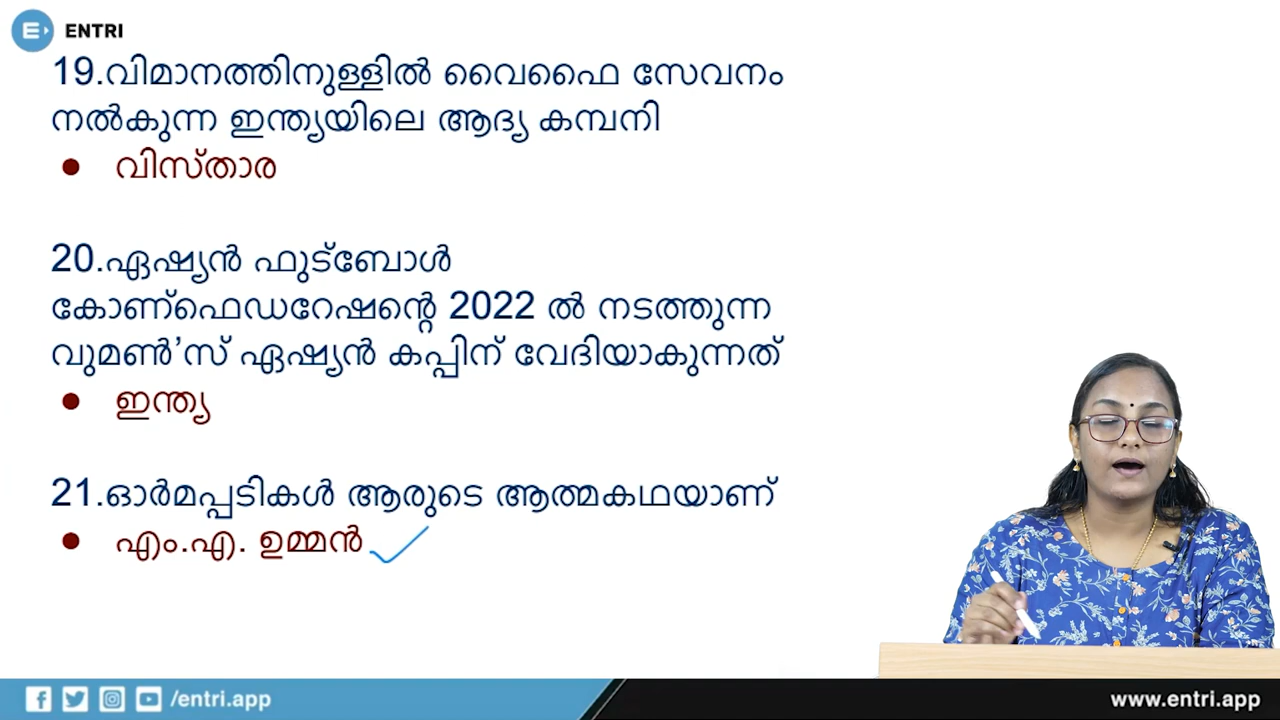 ENTRI
19.വിമാനത്തിനുള്ളിൽ വൈഫൈ സേവനം
നൽകുന്ന ഇന്ത്യയിലെ ആദ്യ കമ്പനി
● വിസ്താര
20.ഏഷ്യൻ ഫുട്ബോൾ
കോണ്ഫെഡറേഷന്റെ 2022 ൽ നടത്തുന്ന
വുമൺ’സ് ഏഷ്യൻ കപ്പിന് വേദിയാകുന്നത്
● ഇന്ത്യ
21.ഓർമപ്പടികൾ ആരുടെ ആത്മകഥയാണ്
● എം.എ. ഉമ്മൻ
/entri.app
www.entri.app